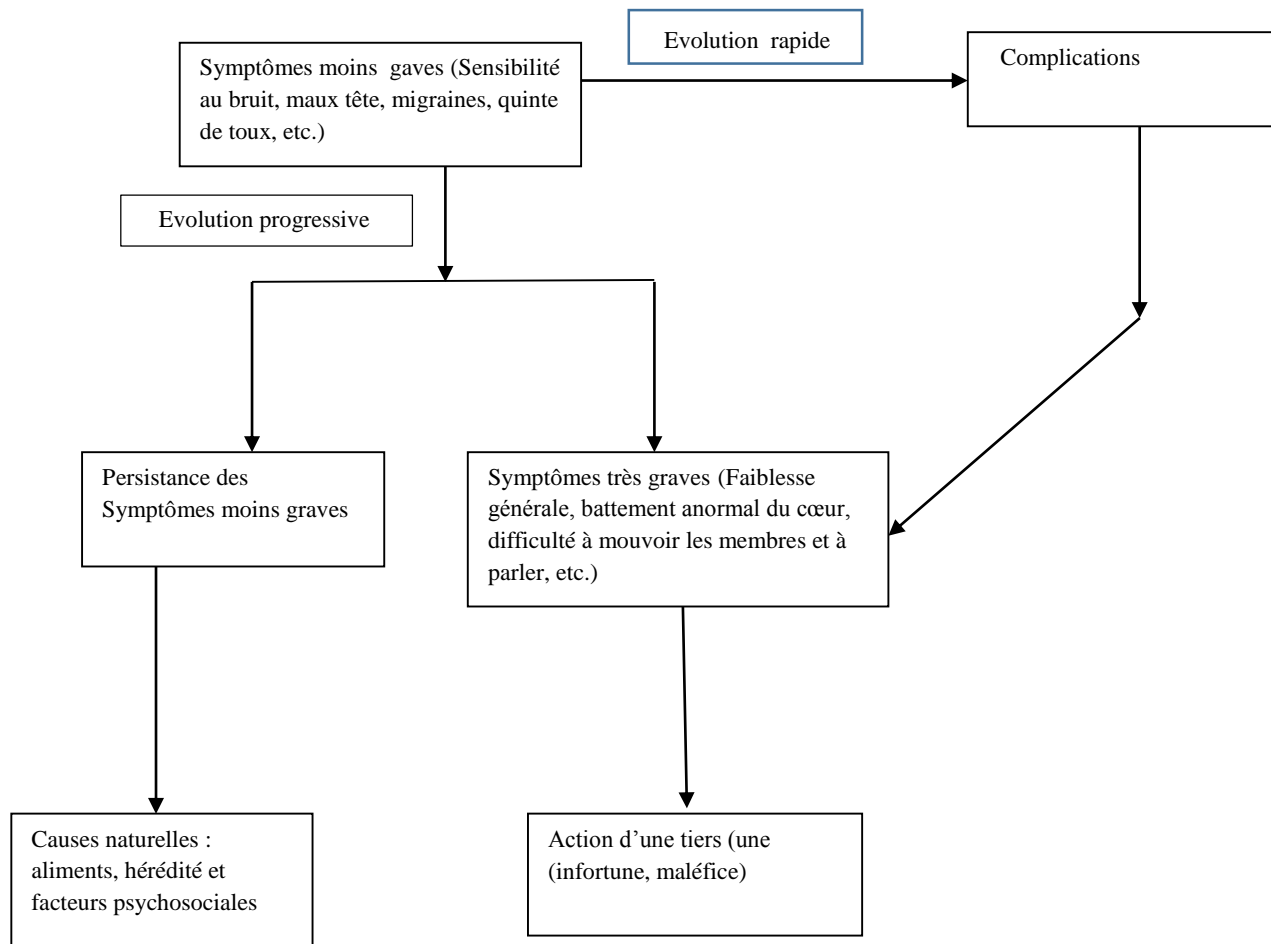 Evolution rapide
Symptômes moins gaves (Sensibilité
au bruit, maux tête, migraines, quinte
de toux, etc.)
Complications
Evolution progressive
Persistance des
Symptômes moins graves
Symptômes très graves (Faiblesse
générale, battement anormal du cœur,
difficulté à mouvoir les membres et à
parler, etc.)
Causes naturelles :
aliments, hérédité et
facteurs psychosociales
Action d’une tiers (une
(infortune, maléfice)